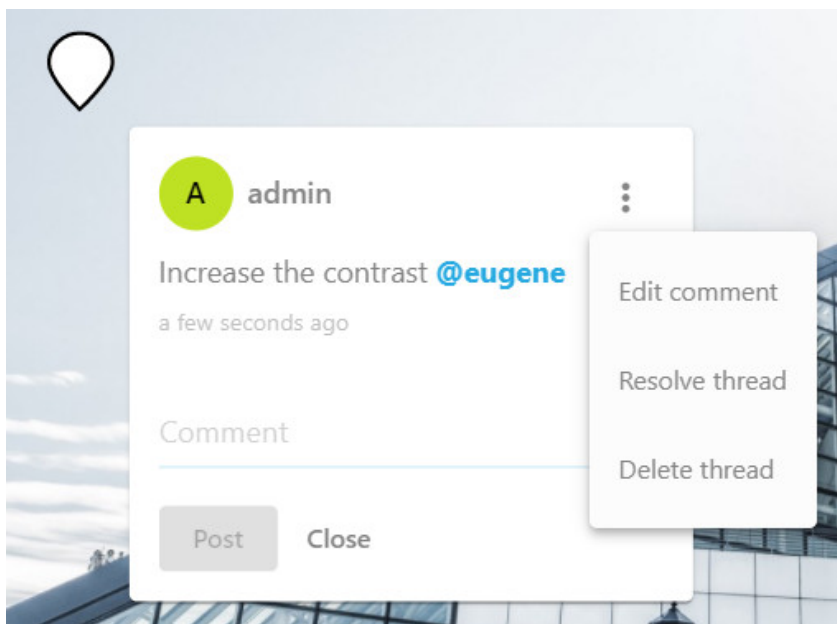 A
admin
Increase the contrast @eugene
a few seconds ago
Edit comment
Resolve thread
Delete thread
Comment
Post
Close